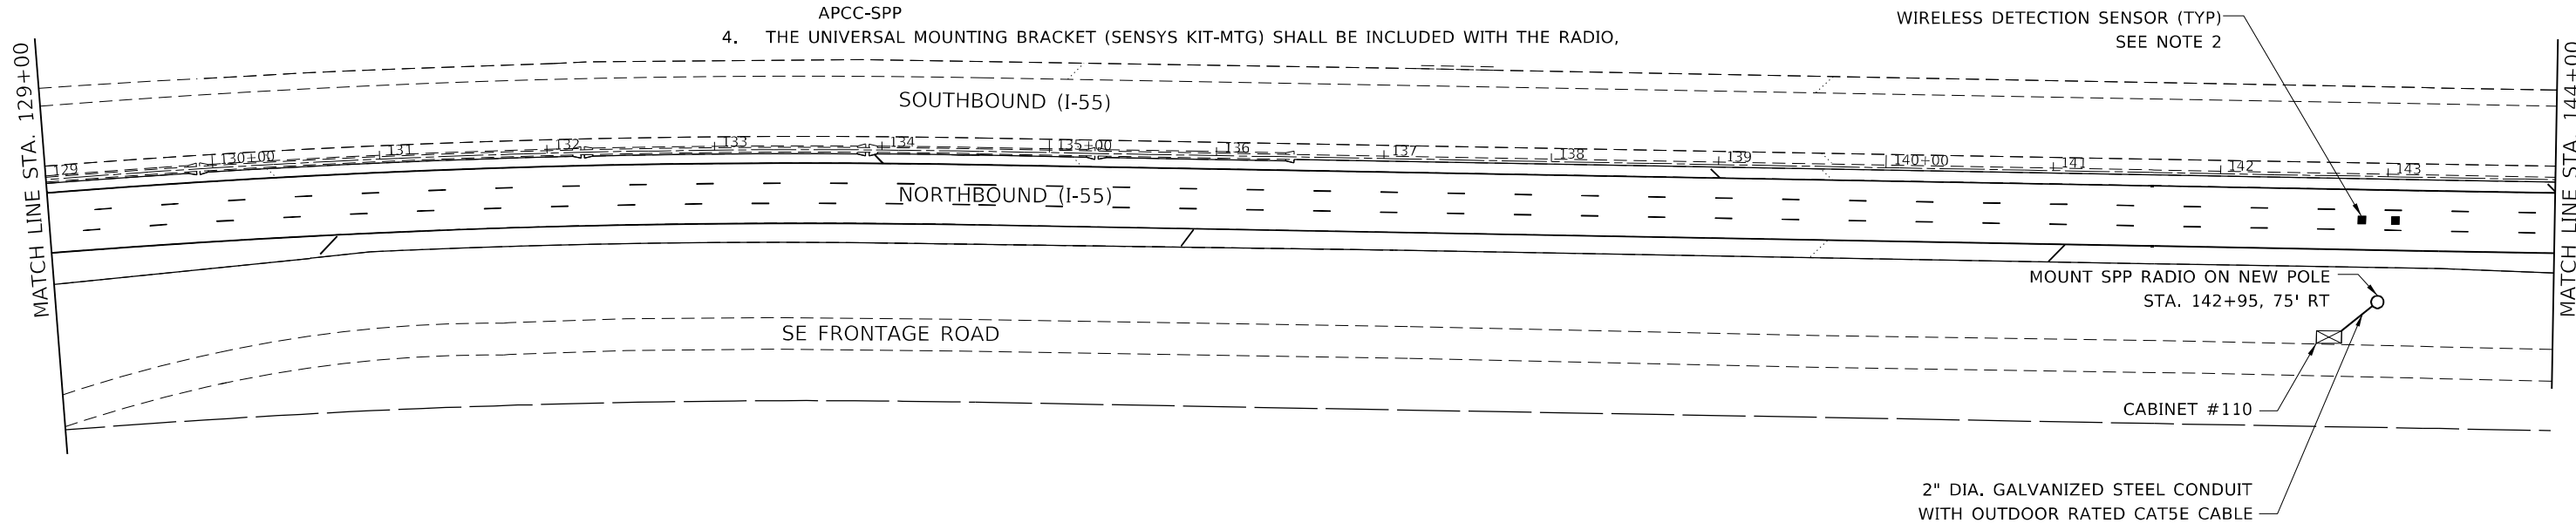 APCC-SPP
4. THE UNIVERSAL MOUNTING BRACKET (SENSYS KIT-MTG) SHALL BE INCLUDED WITH THE RADIO,
WIRELESS DETECTION SENSOR (TYP)
SEE NOTE 2
MATCH LINE STA. 129+00
MATCH LINE STA. 144+00
SOUTHBOUND (I-55)
129
130+00
131
132
133
134
135+00
136
137
138
139
140+00
141
142
143
NORTHBOUND (I-55)
MOUNT SPP RADIO ON NEW POLE
STA. 142+95, 75' RT
SE FRONTAGE ROAD
CABINET #110
2" DIA. GALVANIZED STEEL CONDUIT
WITH OUTDOOR RATED CAT5E CABLE